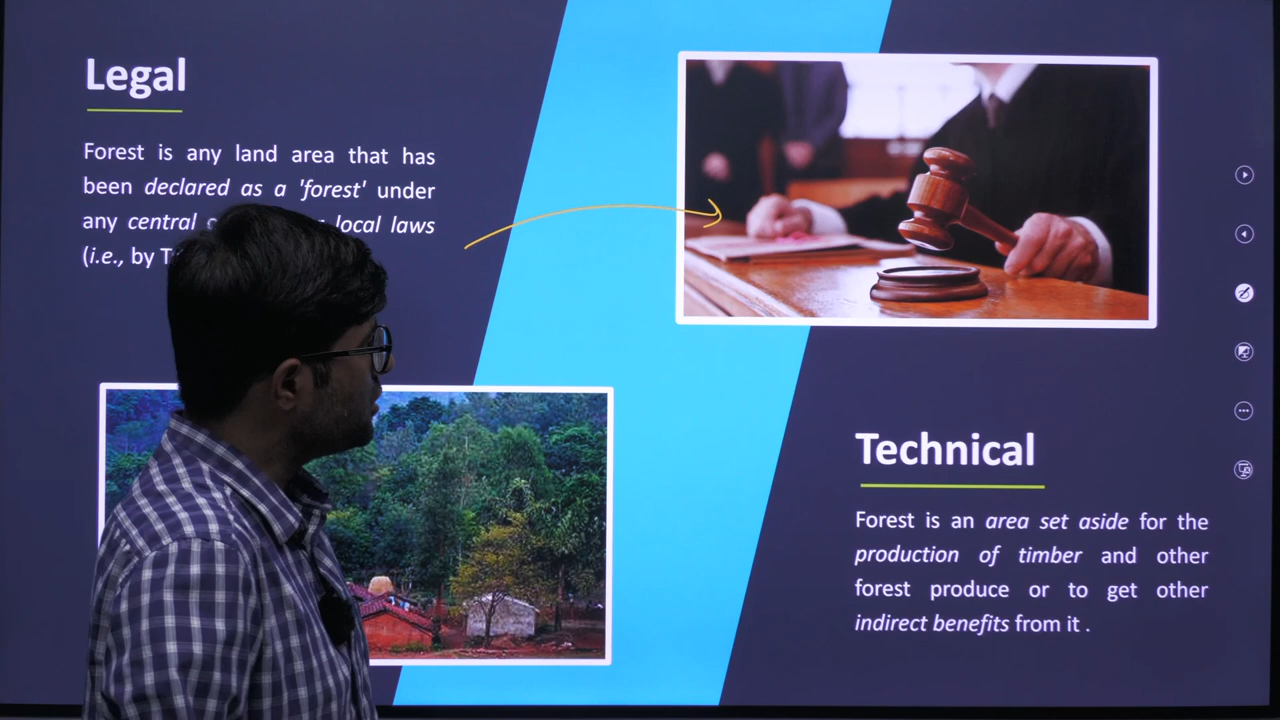 Legal
Forest is any land area that has
been declared as a 'forest' under
any central local laws
(i.e., by
Technical
Forest is an area set aside for the
production of timber and other
forest produce or to get other
indirect benefits from it .